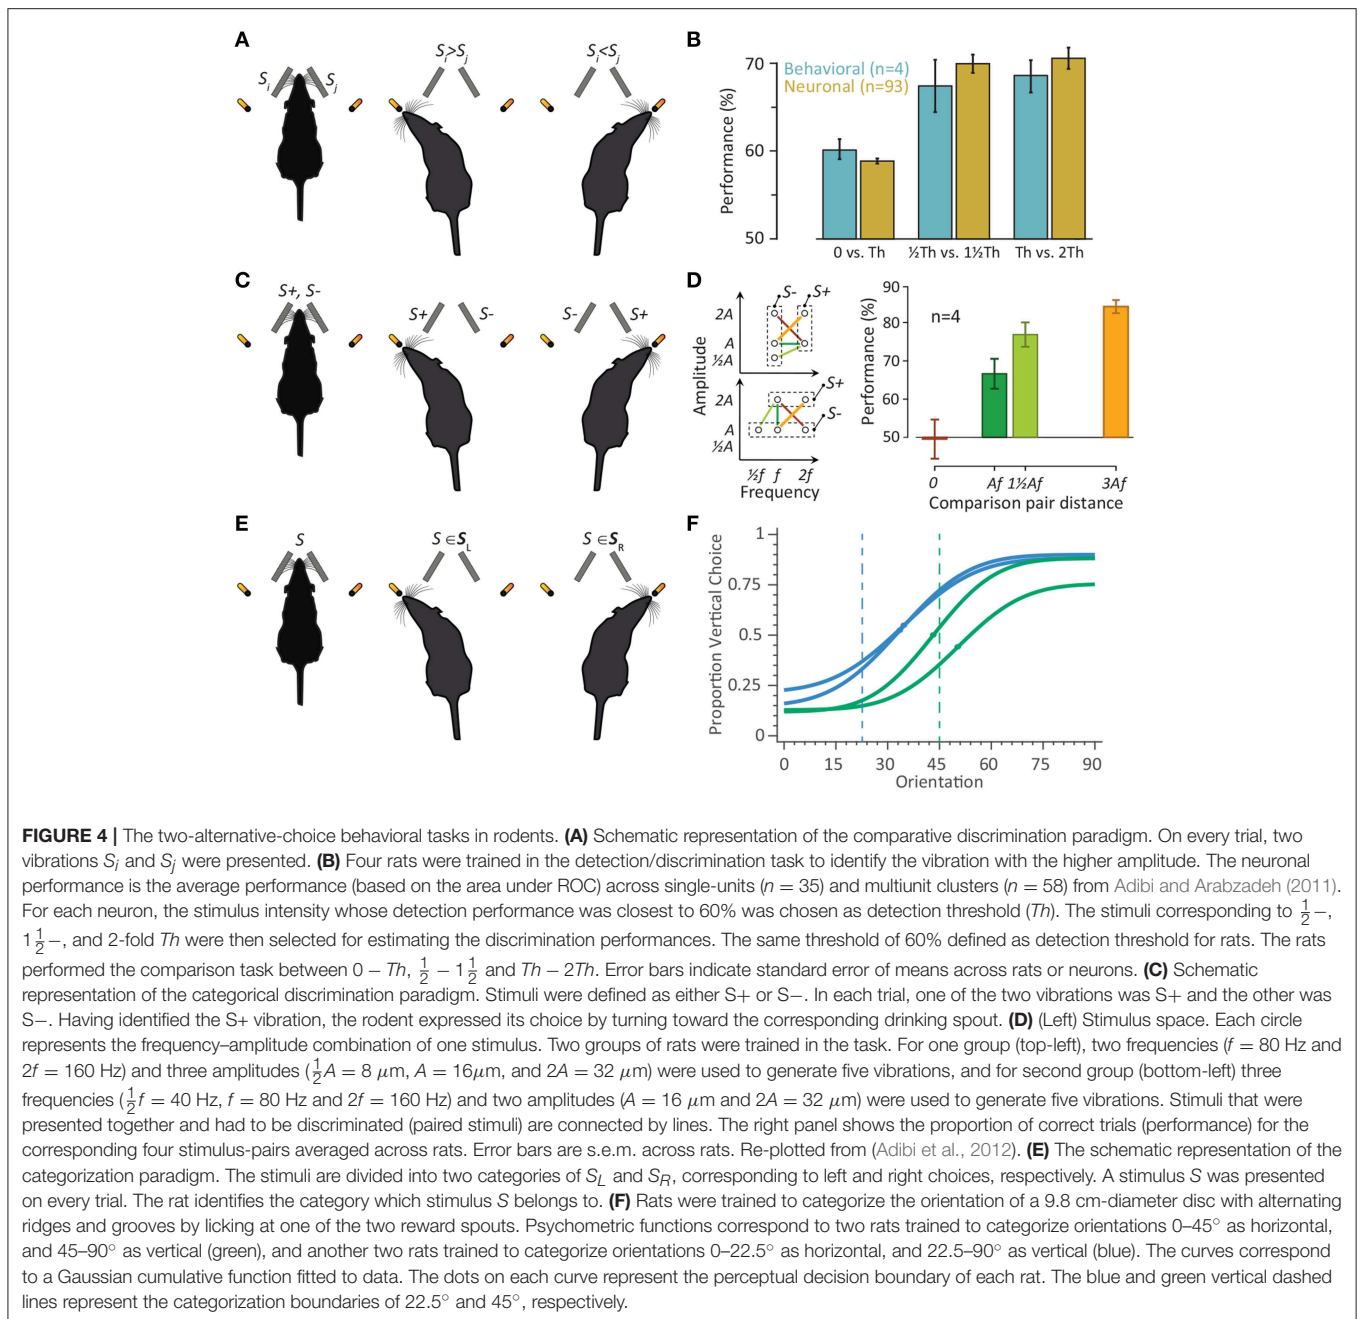 A
S_i
S_j
S_i>S_j
S_i<S_j
B
Behavioral (n=4)
Neuronal (n=93)
Performance (%)
70
60
50
0 vs. Th
½Th vs. 1½Th
Th vs. 2Th
C
S+, S-
S+
S-
S-
S+
D
S-
S+
2A
A
½A
S+
S-
2A
A
½A
Amplitude
½f
f
2f
Frequency
n=4
Performance (%)
90
80
70
60
50
0
Af
1½Af
3Af
Comparison pair distance
E
S
S ∈ S_L
S ∈ S_R
F
Proportion Vertical Choice
1
0.75
0.5
0.25
0
0
15
30
45
60
75
90
Orientation
FIGURE 4 | The two-alternative-choice behavioral tasks in rodents. (A) Schematic representation of the comparative discrimination paradigm. On every trial, two
vibrations S_i and S_j were presented. (B) Four rats were trained in the detection/discrimination task to identify the vibration with the higher amplitude. The neuronal
performance is the average performance (based on the area under ROC) across single-units (n = 35) and multiunit clusters (n = 58) from Adibi and Arabzadeh (2011).
For each neuron, the stimulus intensity whose detection performance was closest to 60% was chosen as detection threshold (Th). The stimuli corresponding to ½−,
1½−, and 2-fold Th were then selected for estimating the discrimination performances. The same threshold of 60% defined as detection threshold for rats. The rats
performed the comparison task between 0 − Th, ½ − 1½ and Th − 2Th. Error bars indicate standard error of means across rats or neurons. (C) Schematic
representation of the categorical discrimination paradigm. Stimuli were defined as either S+ or S−. In each trial, one of the two vibrations was S+ and the other was
S−. Having identified the S+ vibration, the rodent expressed its choice by turning toward the corresponding drinking spout. (D) (Left) Stimulus space. Each circle
represents the frequency–amplitude combination of one stimulus. Two groups of rats were trained in the task. For one group (top-left), two frequencies (f = 80 Hz and
2f = 160 Hz) and three amplitudes (½A = 8 μm, A = 16μm, and 2A = 32 μm) were used to generate five vibrations, and for second group (bottom-left) three
frequencies (½f = 40 Hz, f = 80 Hz and 2f = 160 Hz) and two amplitudes (A = 16 μm and 2A = 32 μm) were used to generate five vibrations. Stimuli that were
presented together and had to be discriminated (paired stimuli) are connected by lines. The right panel shows the proportion of correct trials (performance) for the
corresponding four stimulus-pairs averaged across rats. Error bars are s.e.m. across rats. Re-plotted from (Adibi et al., 2012). (E) The schematic representation of the
categorization paradigm. The stimuli are divided into two categories of S_L and S_R, corresponding to left and right choices, respectively. A stimulus S was presented
on every trial. The rat identifies the category which stimulus S belongs to. (F) Rats were trained to categorize the orientation of a 9.8 cm-diameter disc with alternating
ridges and grooves by licking at one of the two reward spouts. Psychometric functions correspond to two rats trained to categorize orientations 0–45° as horizontal,
and 45–90° as vertical (green), and another two rats trained to categorize orientations 0–22.5° as horizontal, and 22.5–90° as vertical (blue). The curves correspond
to a Gaussian cumulative function fitted to data. The dots on each curve represent the perceptual decision boundary of each rat. The blue and green vertical dashed
lines represent the categorization boundaries of 22.5° and 45°, respectively.